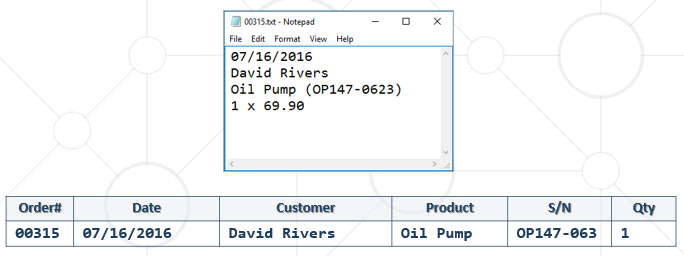 00315.txt - Notepad
File Edit Format View Help
07/16/2016
David Rivers
Oil Pump (OP147-0623)
1 x 69.90
Order# Date Customer Product S/N Qty
00315 07/16/2016 David Rivers Oil Pump OP147-063 1